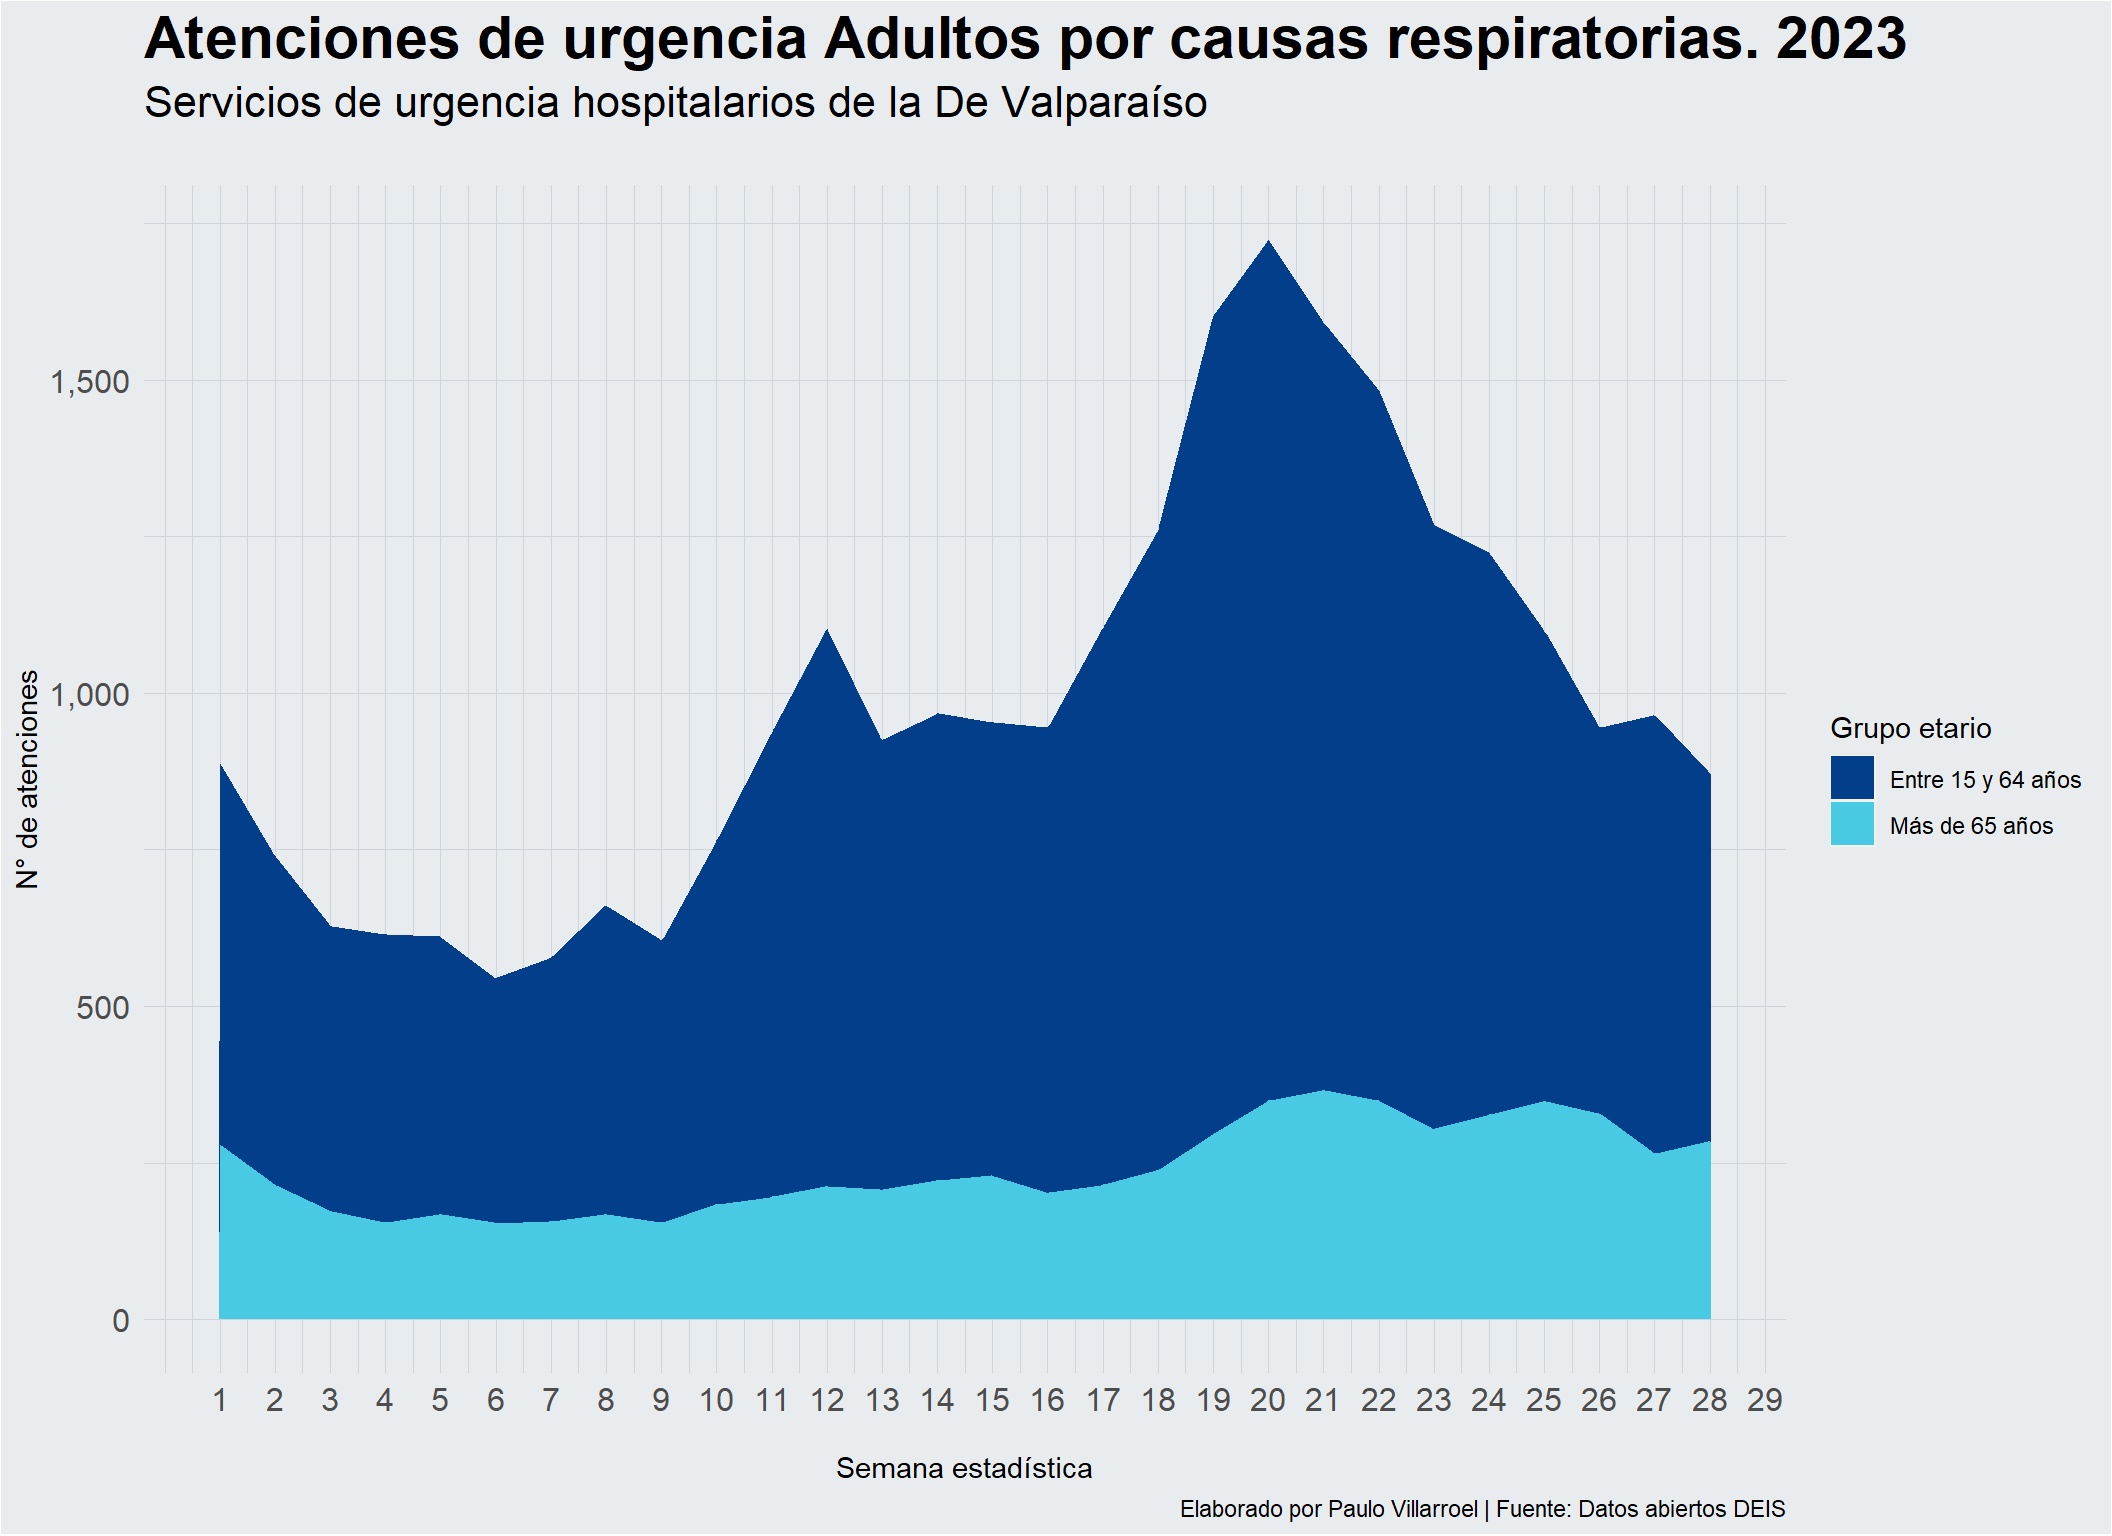 Atenciones de urgencia Adultos por causas respiratorias. 2023
Servicios de urgencia hospitalarios de la De Valparaíso
1,500
1,000
500
0
N° de atenciones
1 2 3 4 5 6 7 8 9 10 11 12 13 14 15 16 17 18 19 20 21 22 23 24 25 26 27 28 29
Semana estadística
Grupo etario
Entre 15 y 64 años
Más de 65 años
Elaborado por Paulo Villarroel | Fuente: Datos abiertos DEIS